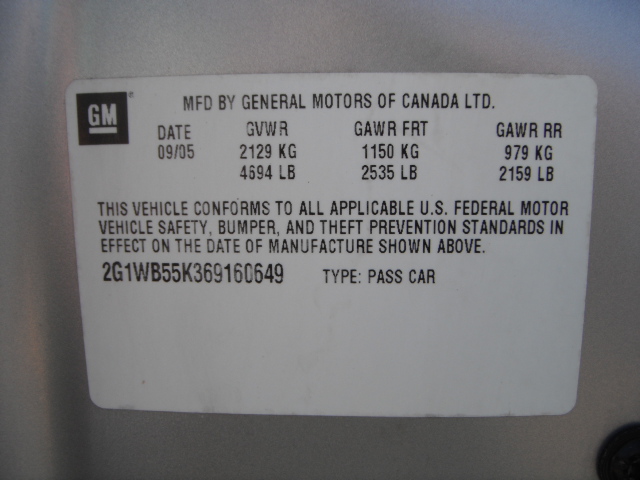 GM
MFD BY GENERAL MOTORS OF CANADA LTD.
DATE GVWR GAWR FRT GAWR RR
09/05 2129 KG 1150 KG 979 KG
4694 LB 2535 LB 2159 LB
THIS VEHICLE CONFORMS TO ALL APPLICABLE U.S. FEDERAL MOTOR
VEHICLE SAFETY, BUMPER, AND THEFT PREVENTION STANDARDS IN
EFFECT ON THE DATE OF MANUFACTURE SHOWN ABOVE.
2G1WB55K369160649 TYPE: PASS CAR